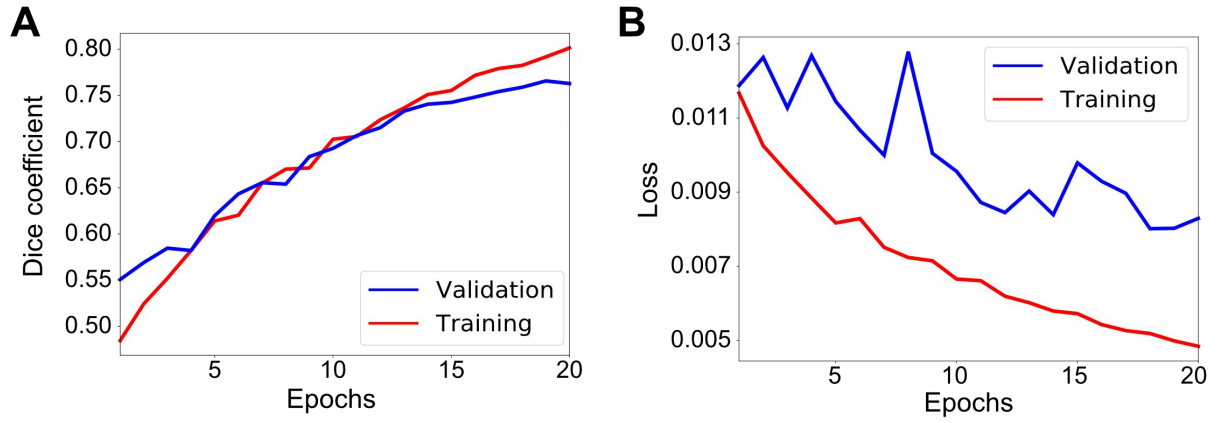 A
Dice coefficient
0.80
0.75
0.70
0.65
0.60
0.55
0.50
Validation
Training
5
10
15
20
Epochs
B
Loss
0.013
0.011
0.009
0.007
0.005
Validation
Training
5
10
15
20
Epochs